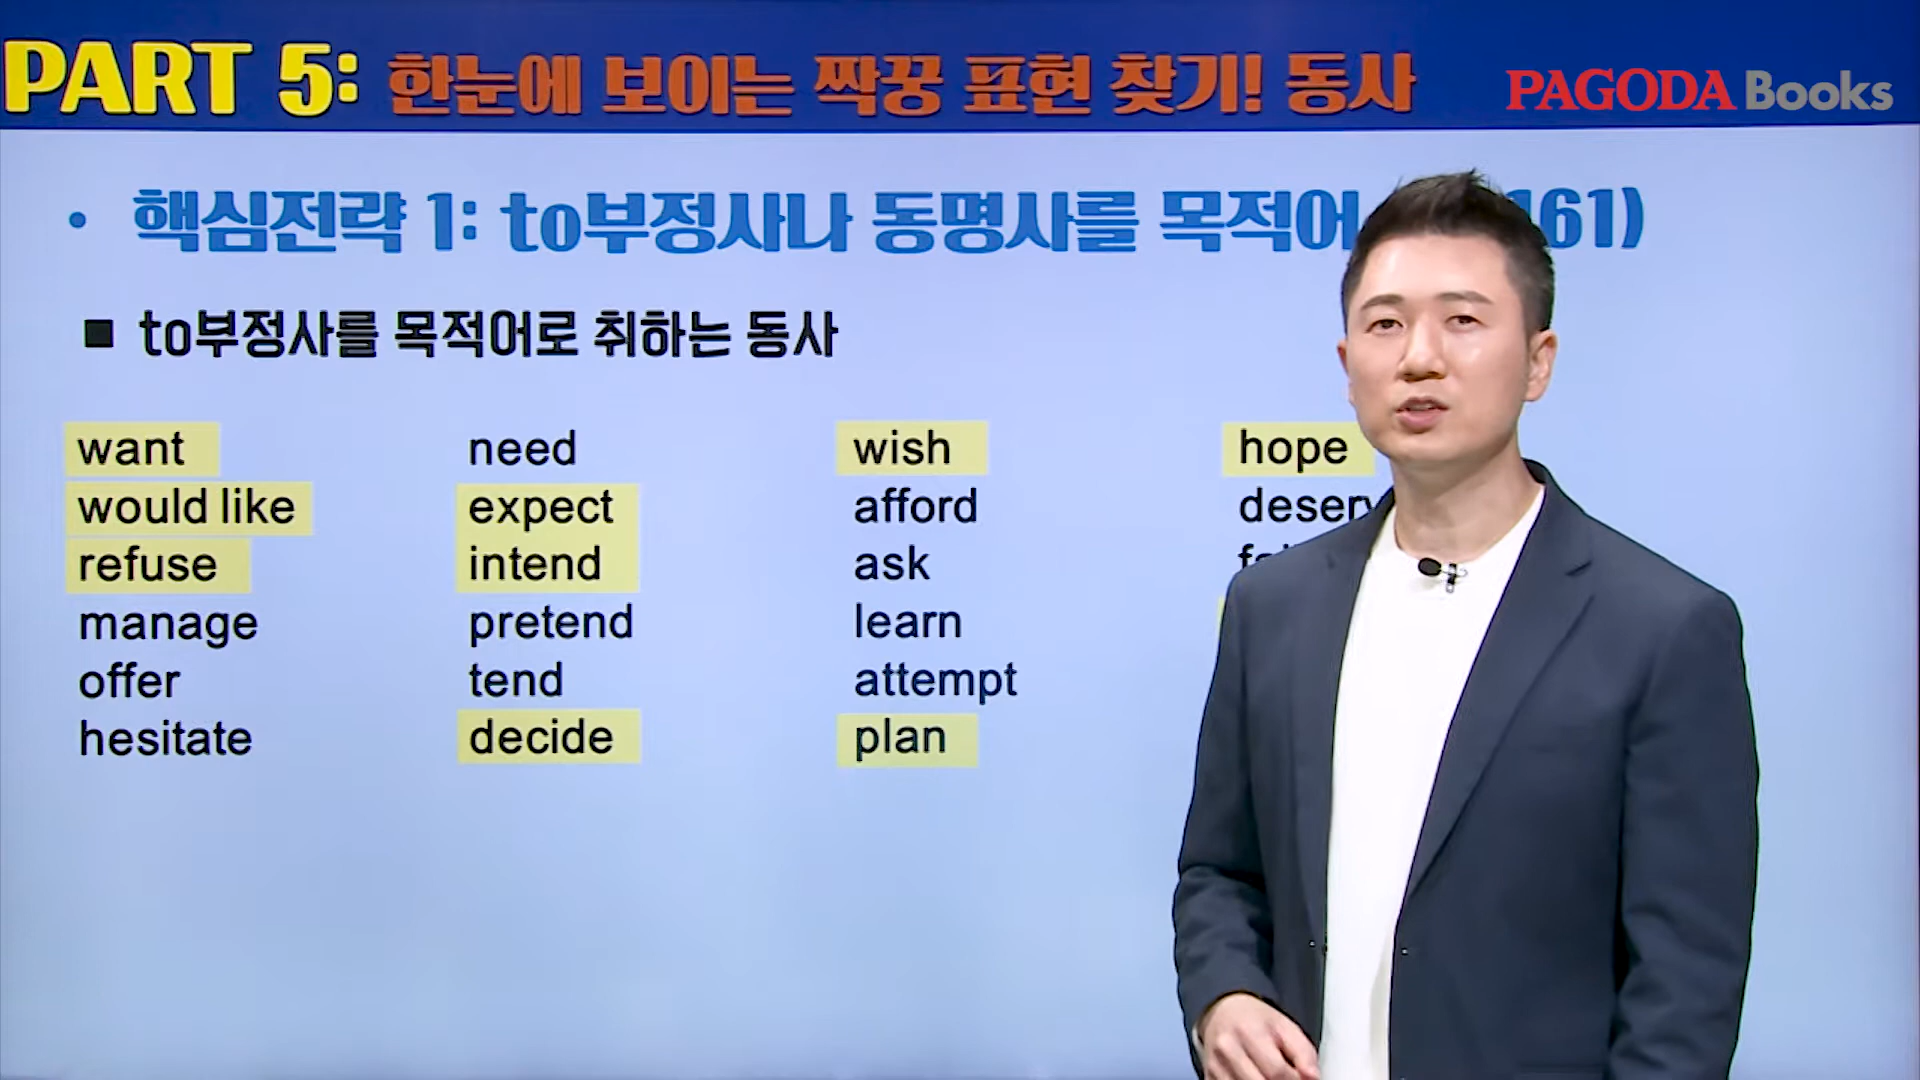 PART 5: 한눈에 보이는 짝꿍 표현 찾기! 동사
PAGODA Books
• 핵심전략 1: to부정사나 동명사를 목적어 161)
■ to부정사를 목적어로 취하는 동사
want need wish hope
would like expect afford
refuse intend ask
manage pretend learn
offer tend attempt
hesitate decide plan